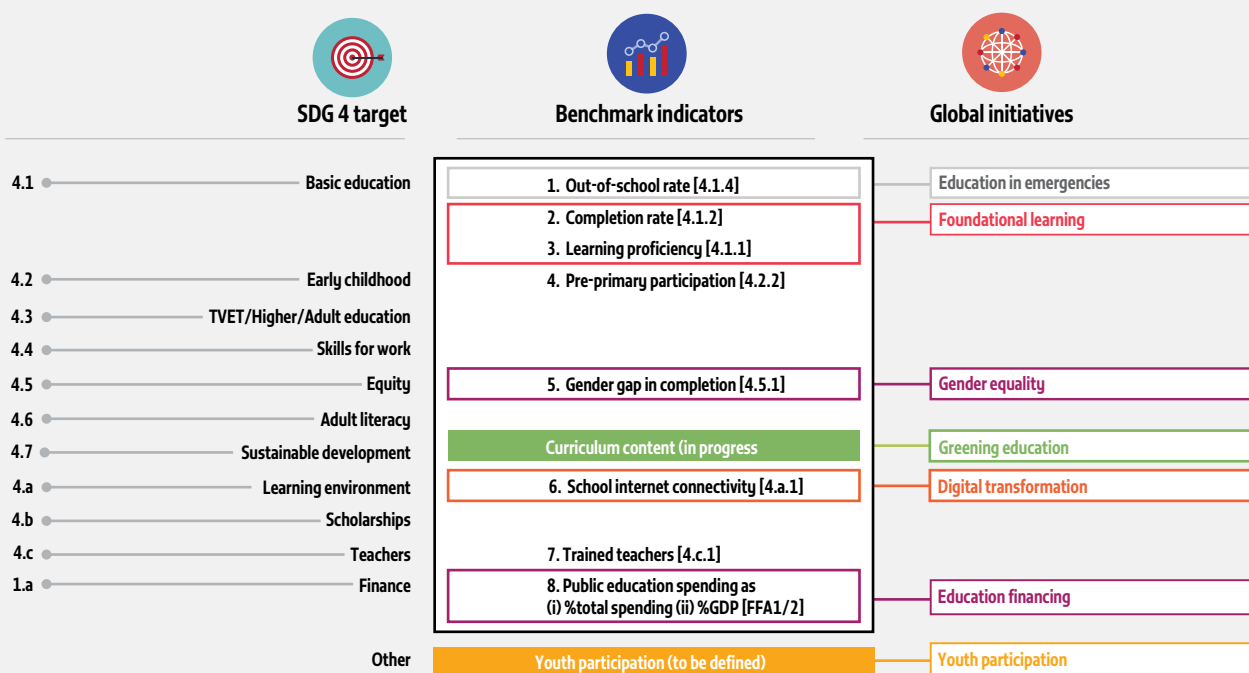 SDG 4 target
Benchmark indicators
Global initiatives
4.1
Basic education
1. Out-of-school rate [4.1.4]
Education in emergencies
2. Completion rate [4.1.2]
Foundational learning
3. Learning proficiency [4.1.1]
4.2
Early childhood
4. Pre-primary participation [4.2.2]
4.3
TVET/Higher/Adult education
4.4
Skills for work
4.5
Equity
5. Gender gap in completion [4.5.1]
Gender equality
4.6
Adult literacy
4.7
Sustainable development
Curriculum content (in progress
Greening education
4.a
Learning environment
6. School internet connectivity [4.a.1]
Digital transformation
4.b
Scholarships
4.c
Teachers
7. Trained teachers [4.c.1]
1.a
Finance
8. Public education spending as
(i) %total spending (ii) %GDP [FFA1/2]
Education financing
Other
Youth participation (to be defined)
Youth participation